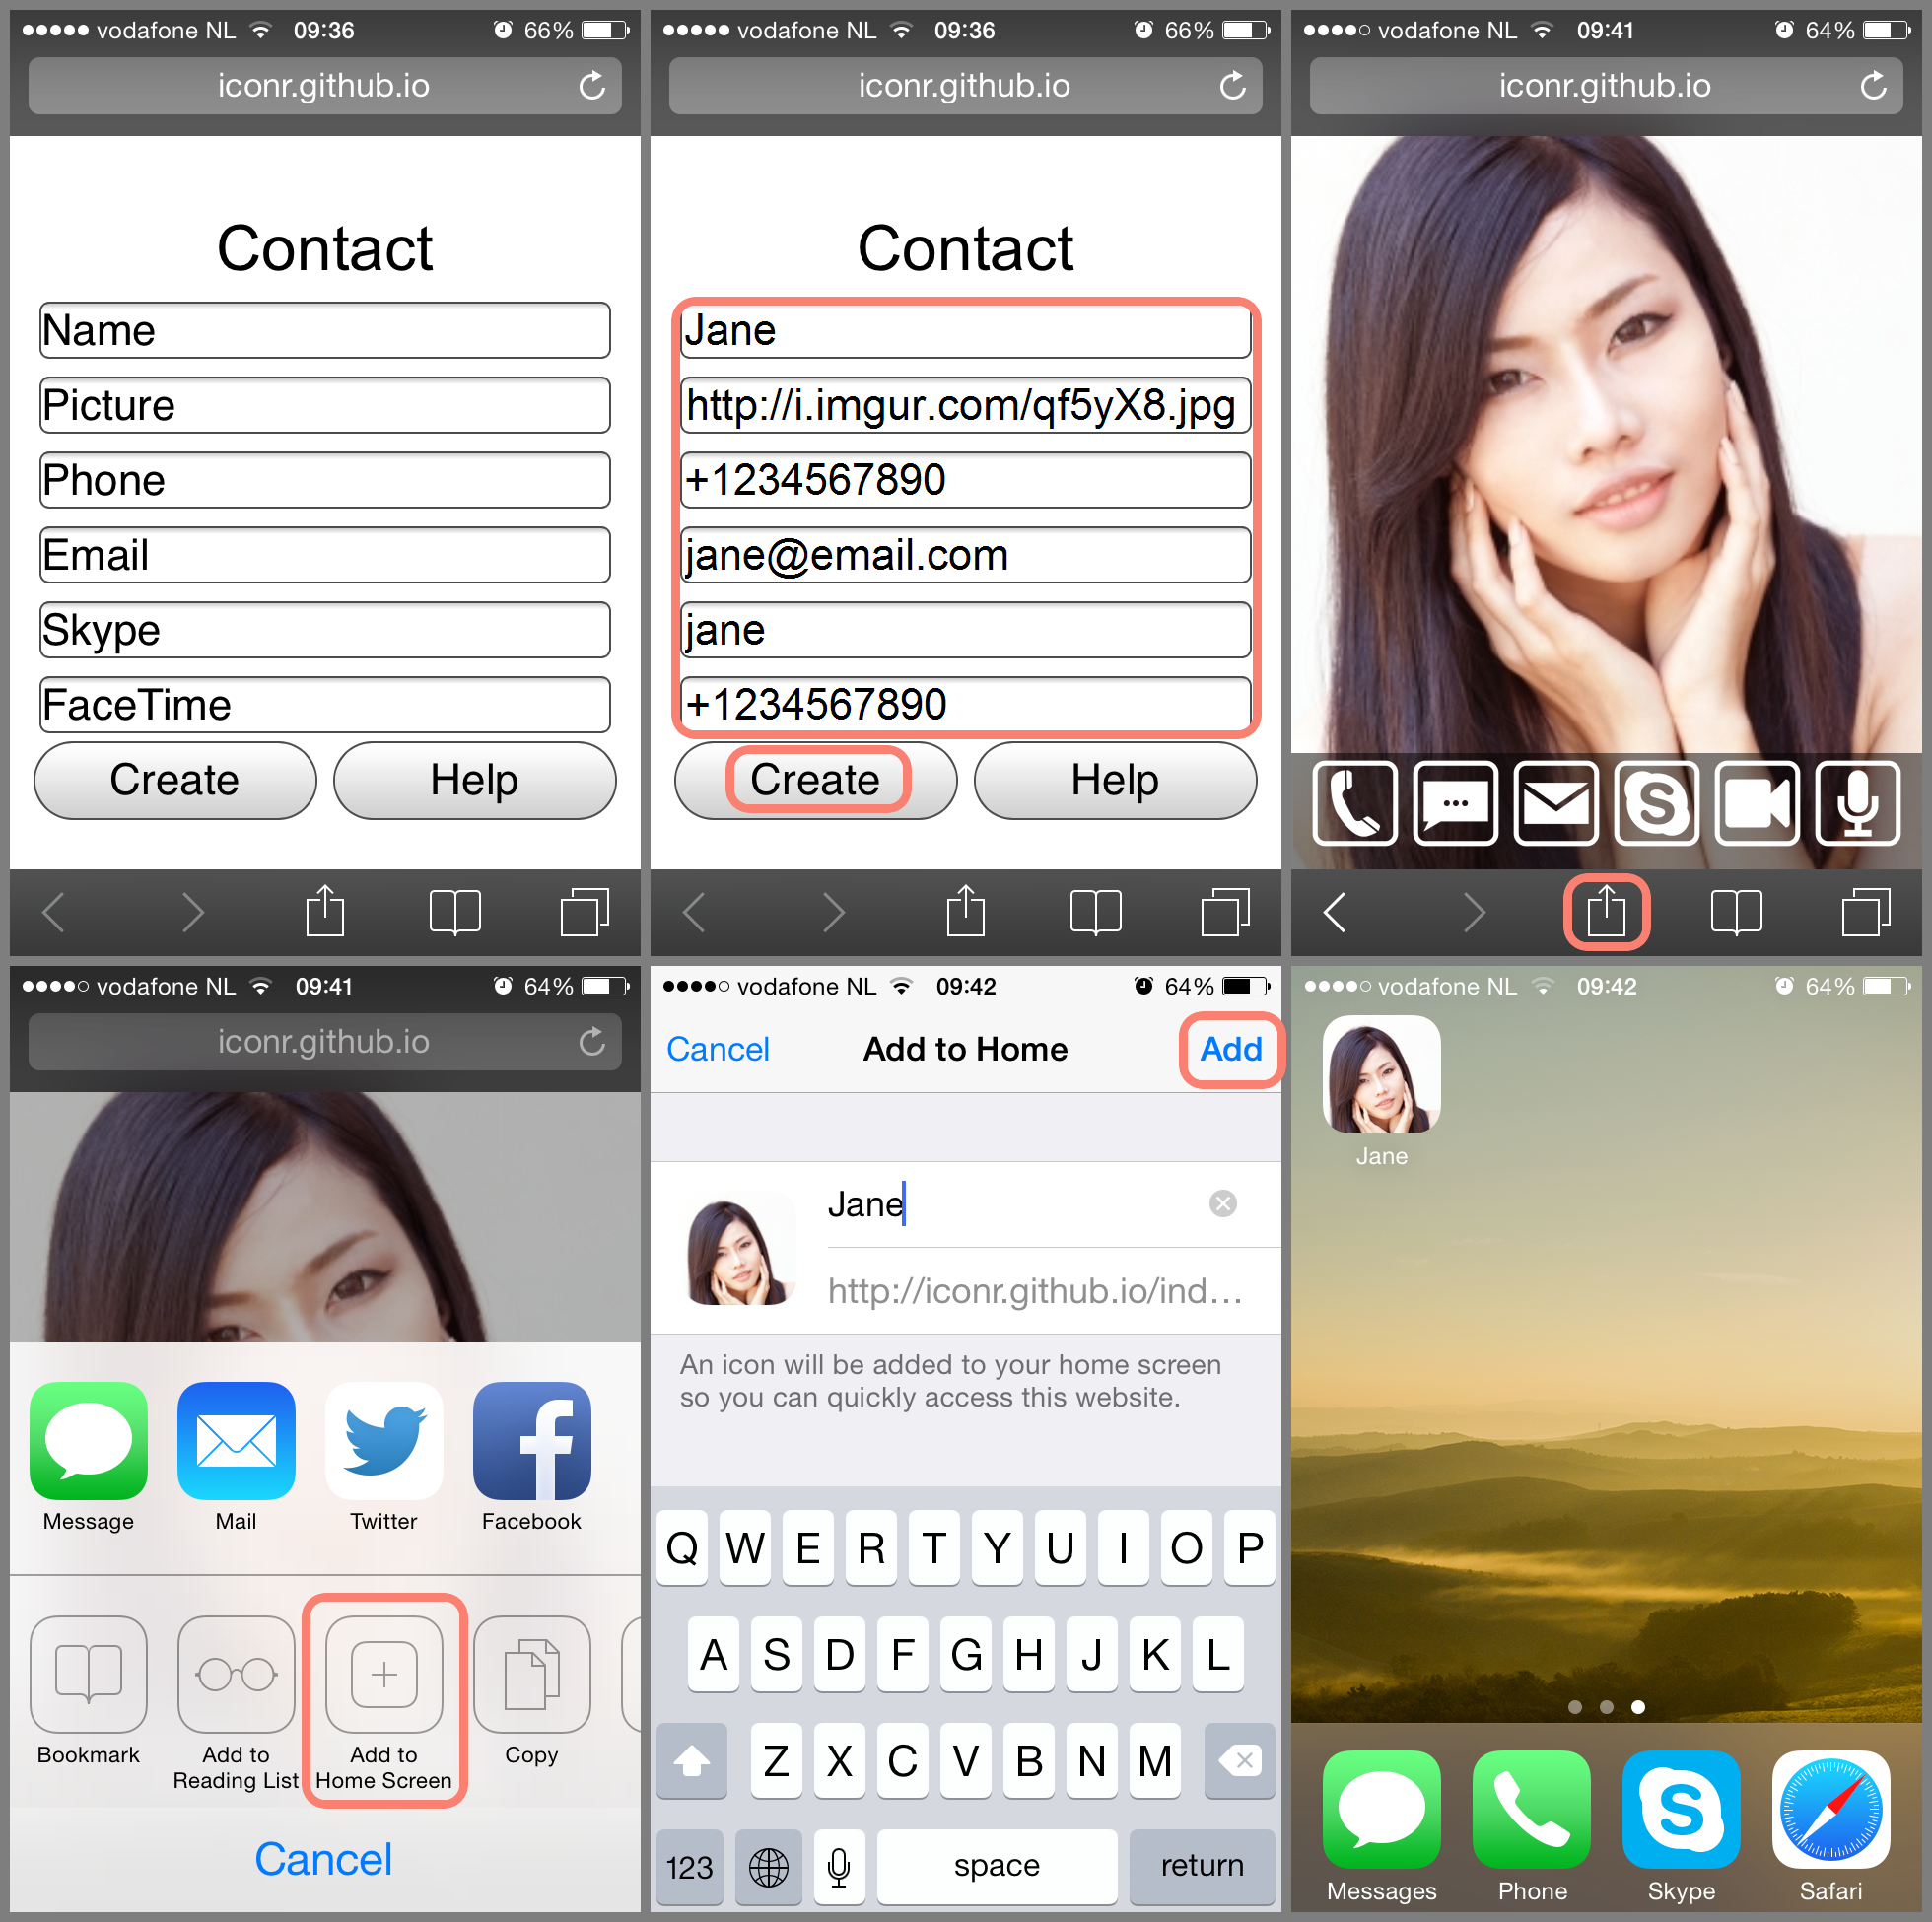 vodafone NL 09:36 66%
iconr.github.io
Contact
Name
Picture
Phone
Email
Skype
FaceTime
Create Help
vodafone NL 09:36 66%
iconr.github.io
Contact
Jane
http://i.imgur.com/qf5yX8.jpg
+1234567890
jane@email.com
jane
+1234567890
Create Help
vodafone NL 09:41 64%
iconr.github.io
vodafone NL 09:41 64%
iconr.github.io
Message Mail Twitter Facebook
Bookmark Add to Reading List Add to Home Screen Copy
Cancel
vodafone NL 09:42 64%
Cancel Add to Home Add
Jane
http://iconr.github.io/ind...
An icon will be added to your home screen
so you can quickly access this website.
Q W E R T Y U I O P
A S D F G H J K L
Z X C V B N M
123 space return
vodafone NL 09:42 64%
Jane
Messages Phone Skype Safari